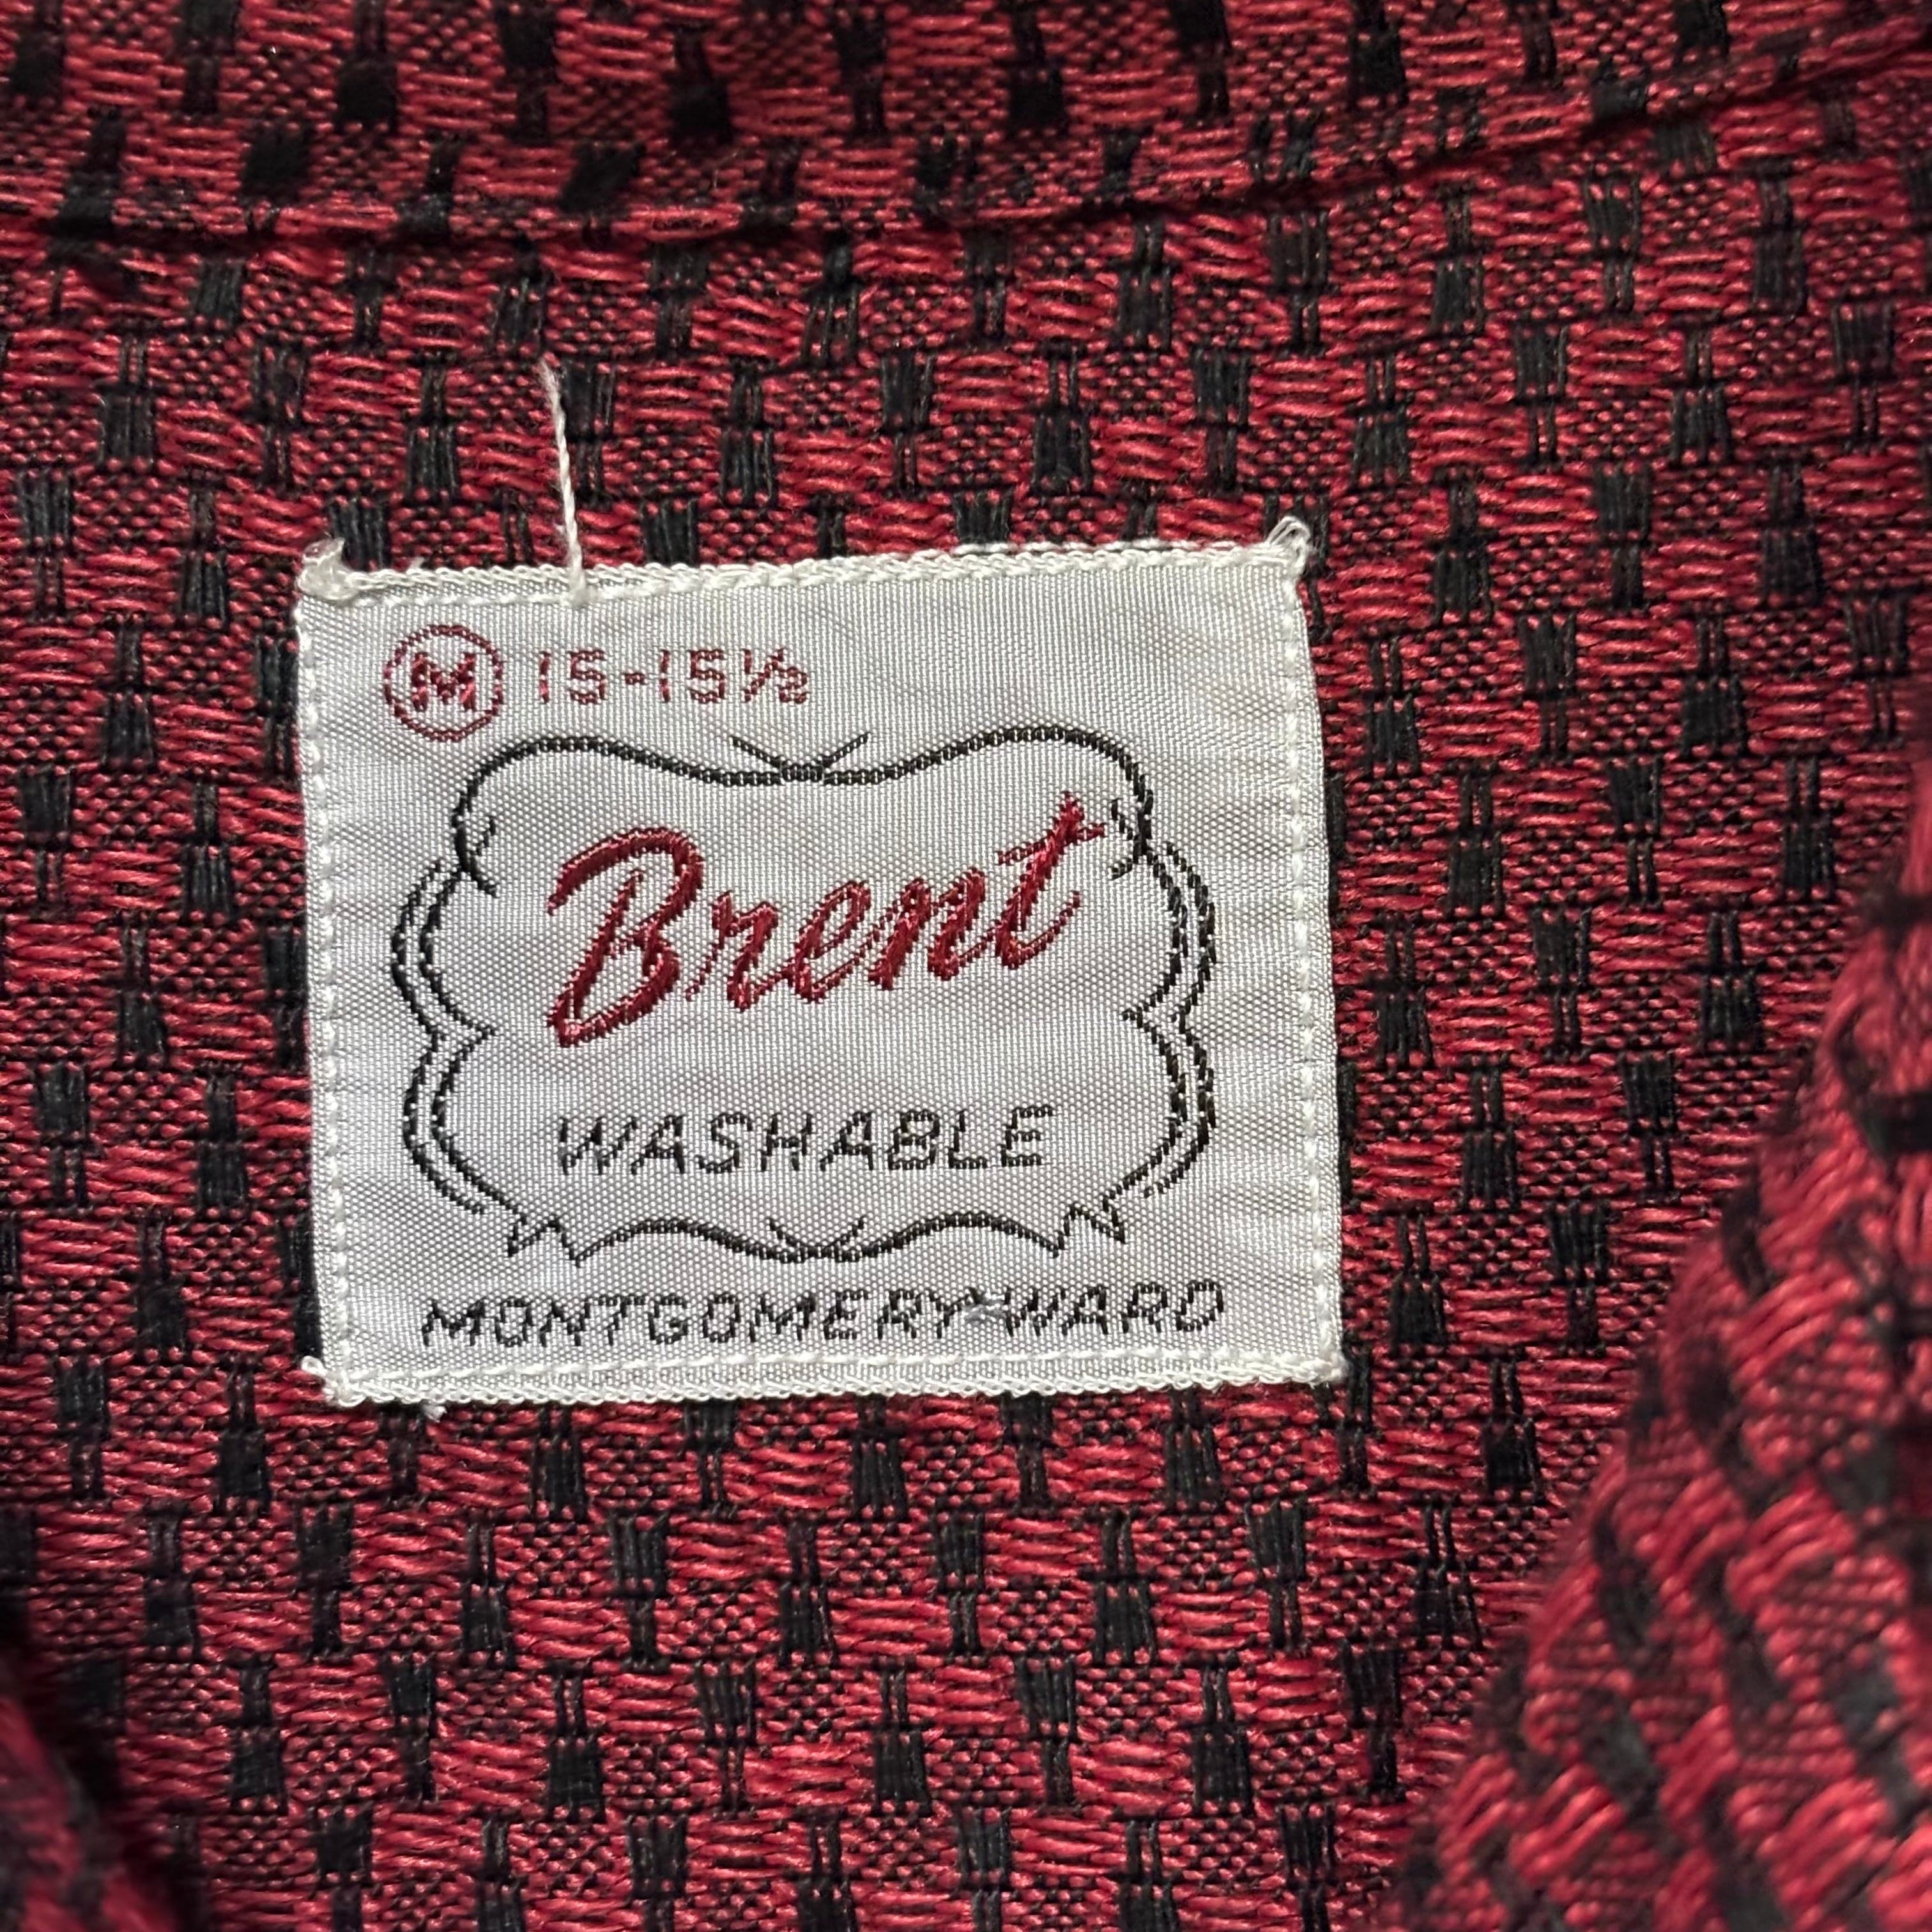 M 15-15½
Brent
WASHABLE
MONTGOMERY WARD